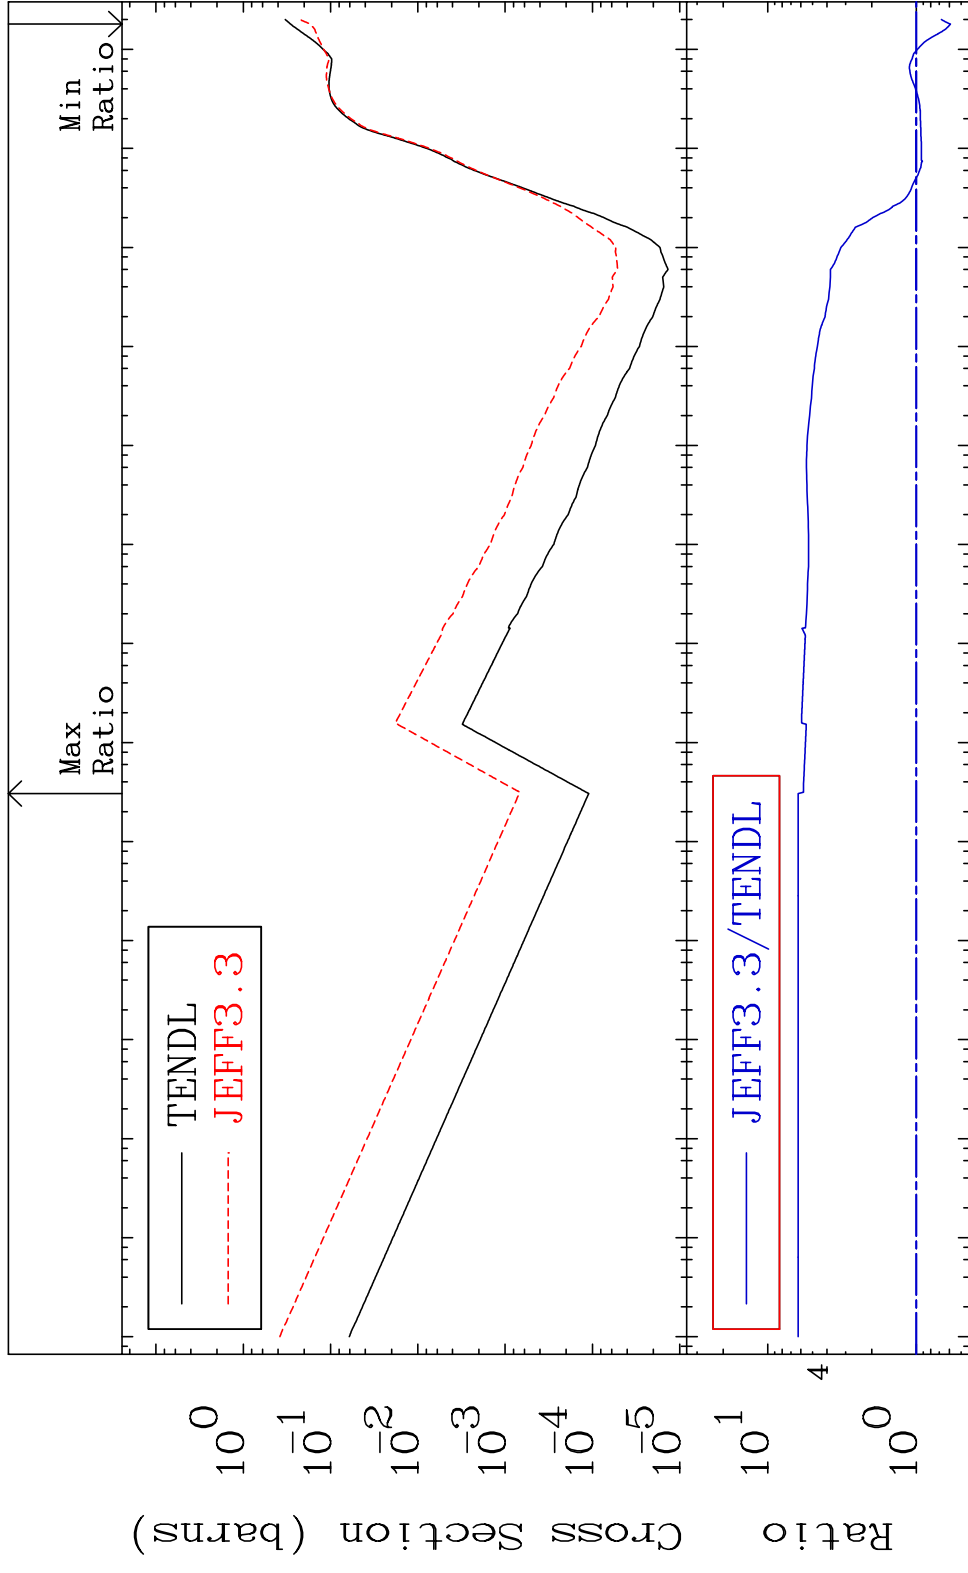 Max
Ratio
Min
Ratio
TENDL
JEFF3.3
10^0
10^-1
10^-2
10^-3
10^-4
10^-5
Cross Section (barns)
JEFF3.3/TENDL
10^1
4
10^0
Ratio